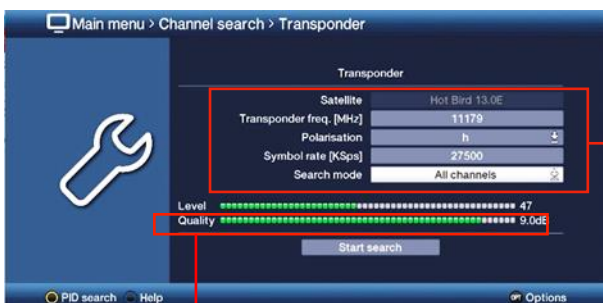 Main menu > Channel search > Transponder
Transponder
Satellite Hot Bird 13.0E
Transponder freq. [MHz] 11179
Polarisation h
Symbol rate [KSps] 27500
Search mode All channels
Level 47
Quality 9.0dB
Start search
PID search Help OPT Options